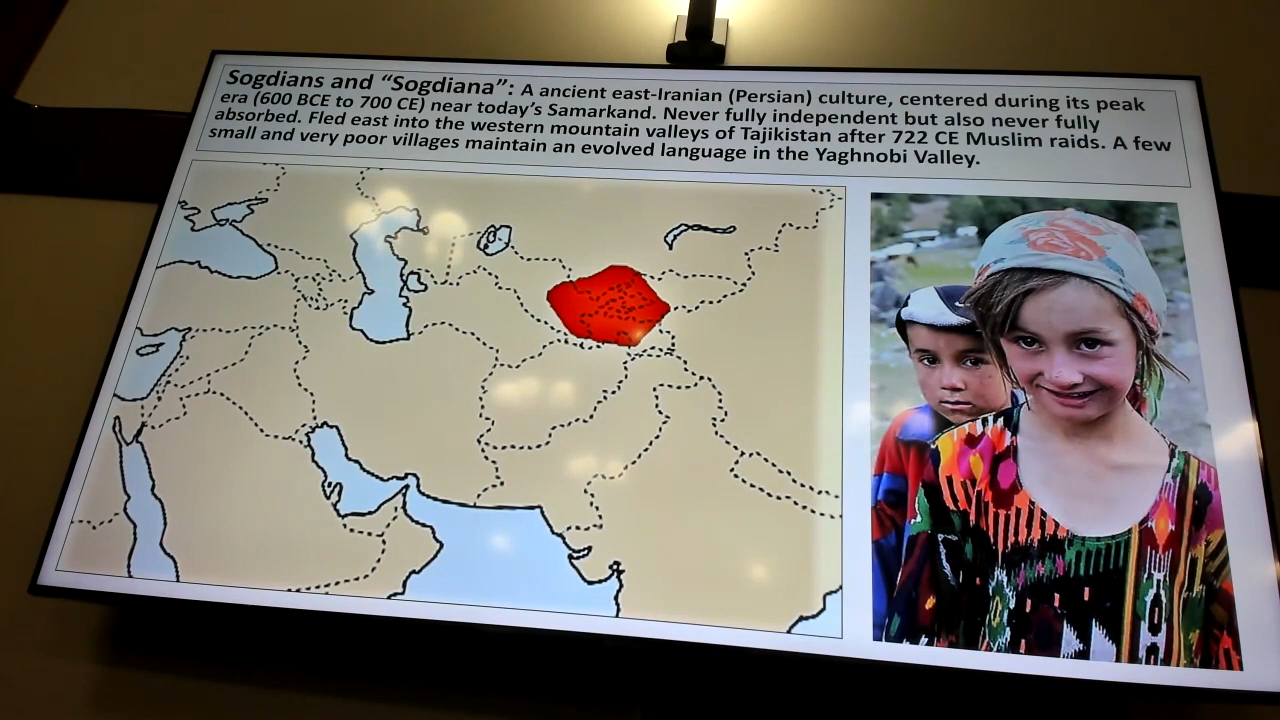 Sogdians and “Sogdiana”: A ancient east-Iranian (Persian) culture, centered during its peak
era (600 BCE to 700 CE) near today’s Samarkand. Never fully independent but also never fully
absorbed. Fled east into the western mountain valleys of Tajikistan after 722 CE Muslim raids. A few
small and very poor villages maintain an evolved language in the Yaghnobi Valley.